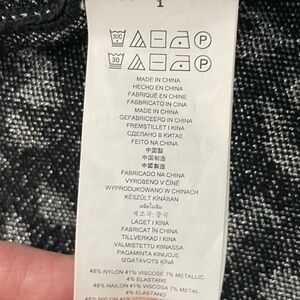 1
30C
P
30
P
MADE IN CHINA
HECHO EN CHINA
FABRIQUÉ EN CHINE
FABBRICATO IN CINA
MADE IN CHINA
GEFABRICEERD IN CHINA
FREMSTILLET I KINA
СДЕЛАНО В КИТАЕ
FEITO NA CHINA
中国製
中国制造
中國製造
FABRICADO NA CHINA
VYROBENO V ČÍNĚ
WYPRODUKOWANO W CHINACH
KÉSZÜLT KÍNÁBAN
제조국: 중국
LAGET I KINA
FABRICAT ÎN CHINA
TILLVERKAD I KINA
VALMISTETTU KIINASSA
PAGAMINTA KINIJOJE
IZGATAVOTS ĶĪNĀ
48% NYLON 41% VISCOSE 7% METALLIC
4% ELASTANE
48% NAILON 41% VISCOSE 7% METAL
4% ELASTANO